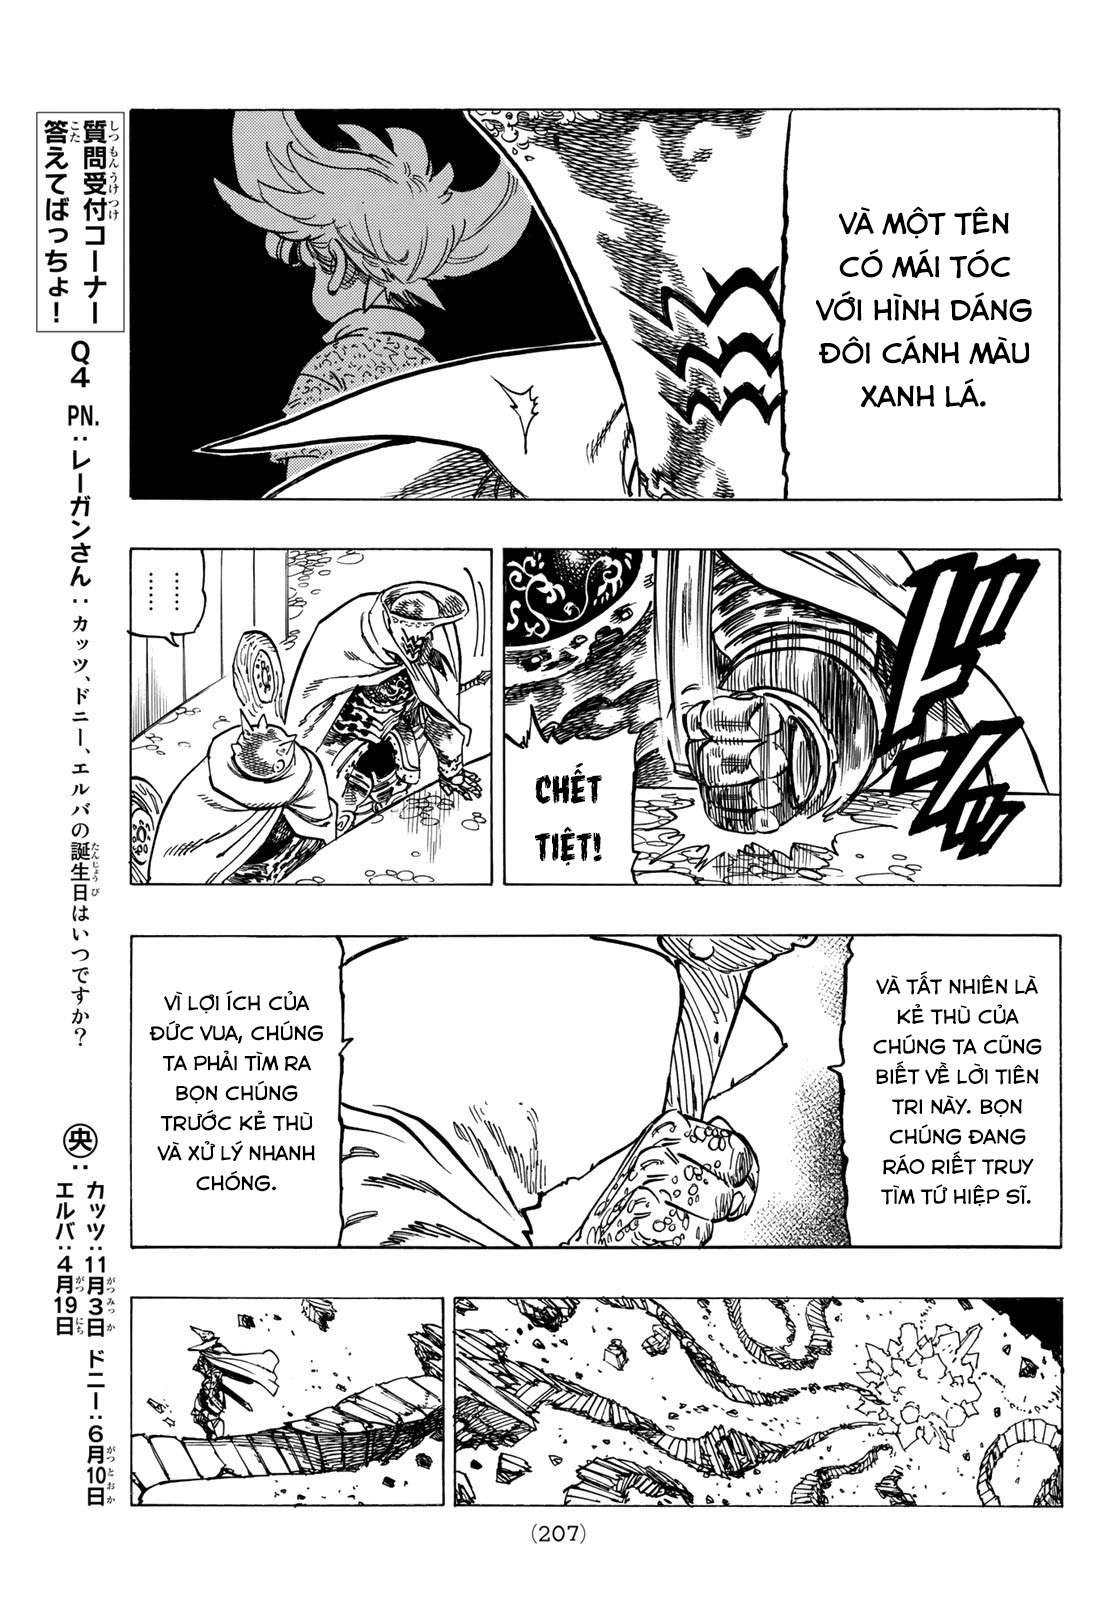 VÀ MỘT TÊN
CÓ MÁI TÓC
VỚI HÌNH DÁNG
ĐÔI CÁNH MÀU
XANH LÁ.
CHẾT
TIỆT!
………
………
VÀ TẤT NHIÊN LÀ
KẺ THÙ CỦA
CHÚNG TA CŨNG
BIẾT VỀ LỜI TIÊN
TRI NÀY. BỌN
CHÚNG ĐANG
RÁO RIẾT TRUY
TÌM TỨ HIỆP SĨ.
VÌ LỢI ÍCH CỦA
ĐỨC VUA, CHÚNG
TA PHẢI TÌM RA
BỌN CHÚNG
TRƯỚC KẺ THÙ
VÀ XỬ LÝ NHANH
CHÓNG.
質問受付コーナー
答えてばっちょ!
Q4 PN.:レーガンさん:カッツ、ドニー、エルバの誕生日はいつですか?
央:カッツ:11月3日 ドニー:6月10日
エルバ:4月19日
(207)